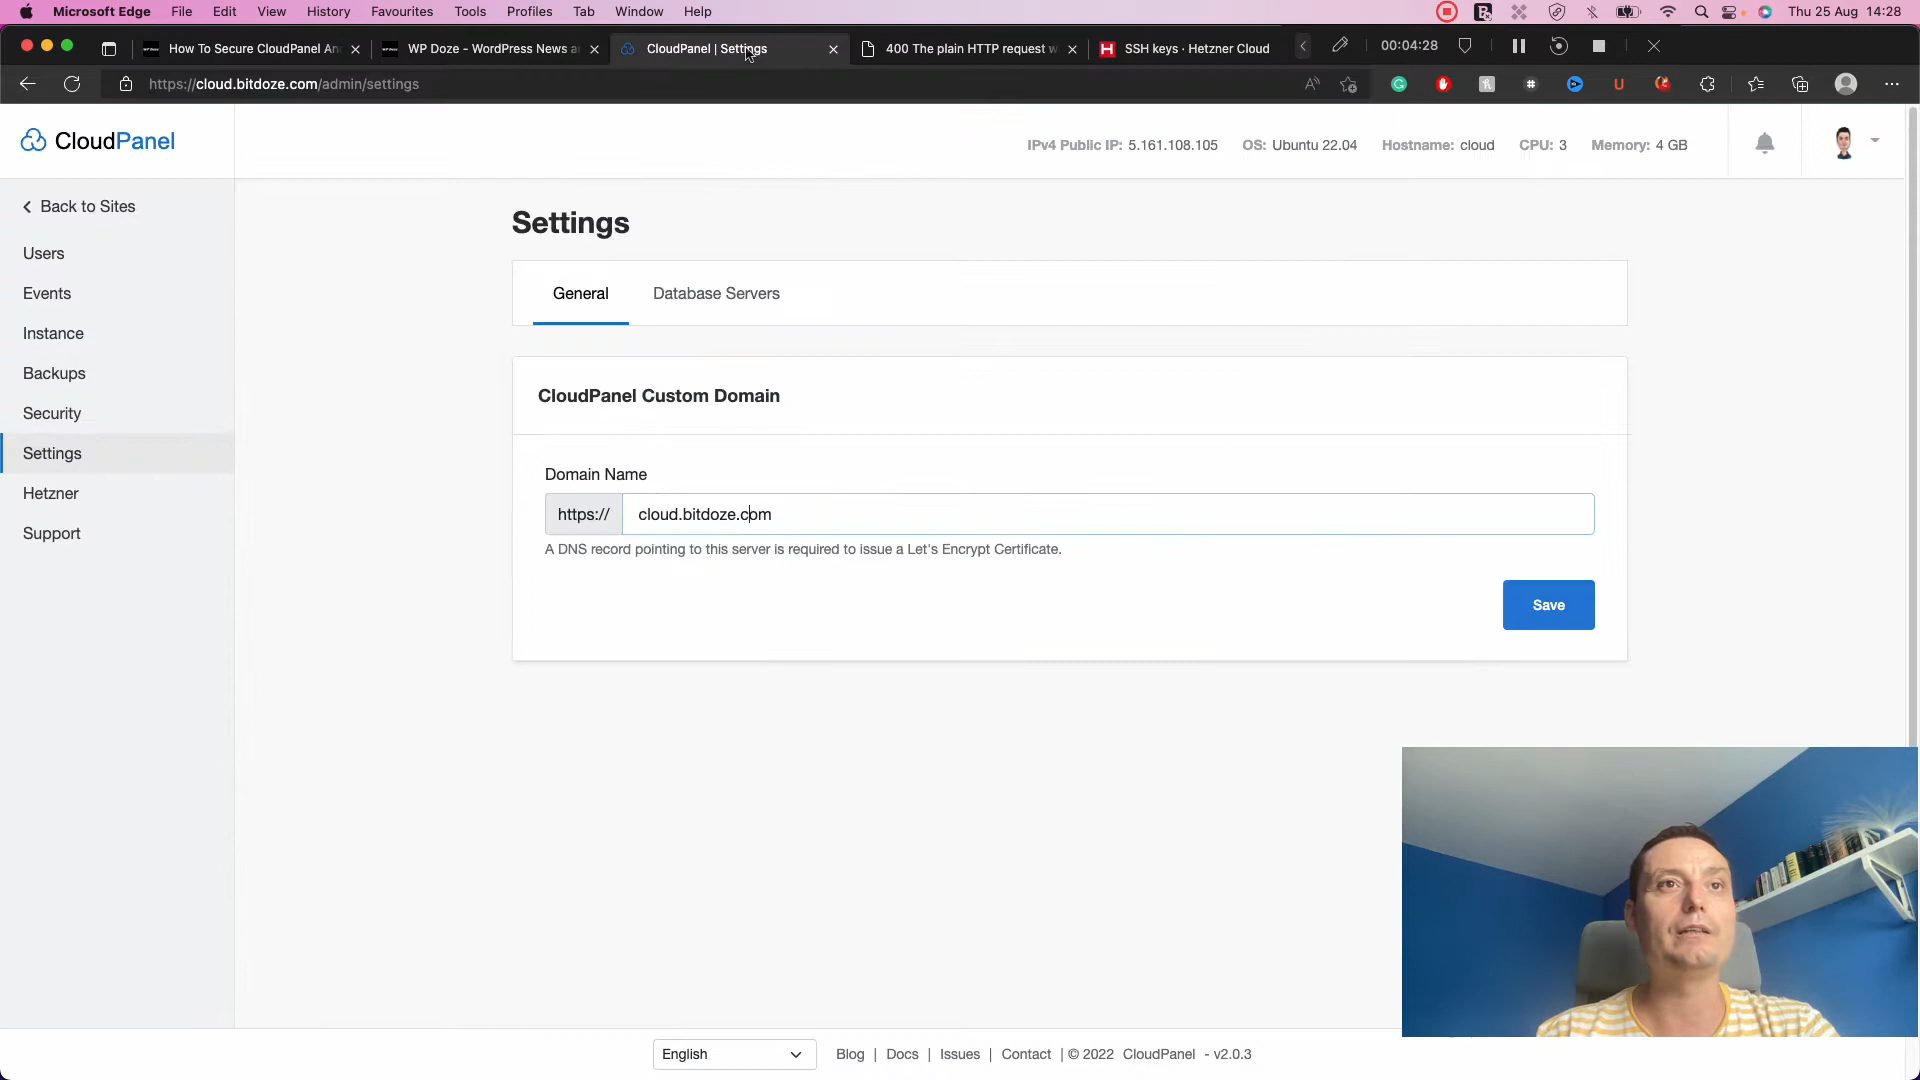 Microsoft Edge File Edit View History Favourites Tools Profiles Tab Window Help Thu 25 Aug 14:28
How To Secure CloudPanel An
WP Doze - WordPress News a
CloudPanel | Settings
400 The plain HTTP request w
SSH keys · Hetzner Cloud
00:04:28
https://cloud.bitdoze.com/admin/settings
CloudPanel
IPv4 Public IP: 5.161.108.105 OS: Ubuntu 22.04 Hostname: cloud CPU: 3 Memory: 4 GB
Back to Sites
Users
Events
Instance
Backups
Security
Settings
Hetzner
Support
Settings
General Database Servers
CloudPanel Custom Domain
Domain Name
https:// cloud.bitdoze.com
A DNS record pointing to this server is required to issue a Let's Encrypt Certificate.
Save
English Blog | Docs | Issues | Contact | © 2022 CloudPanel - v2.0.3